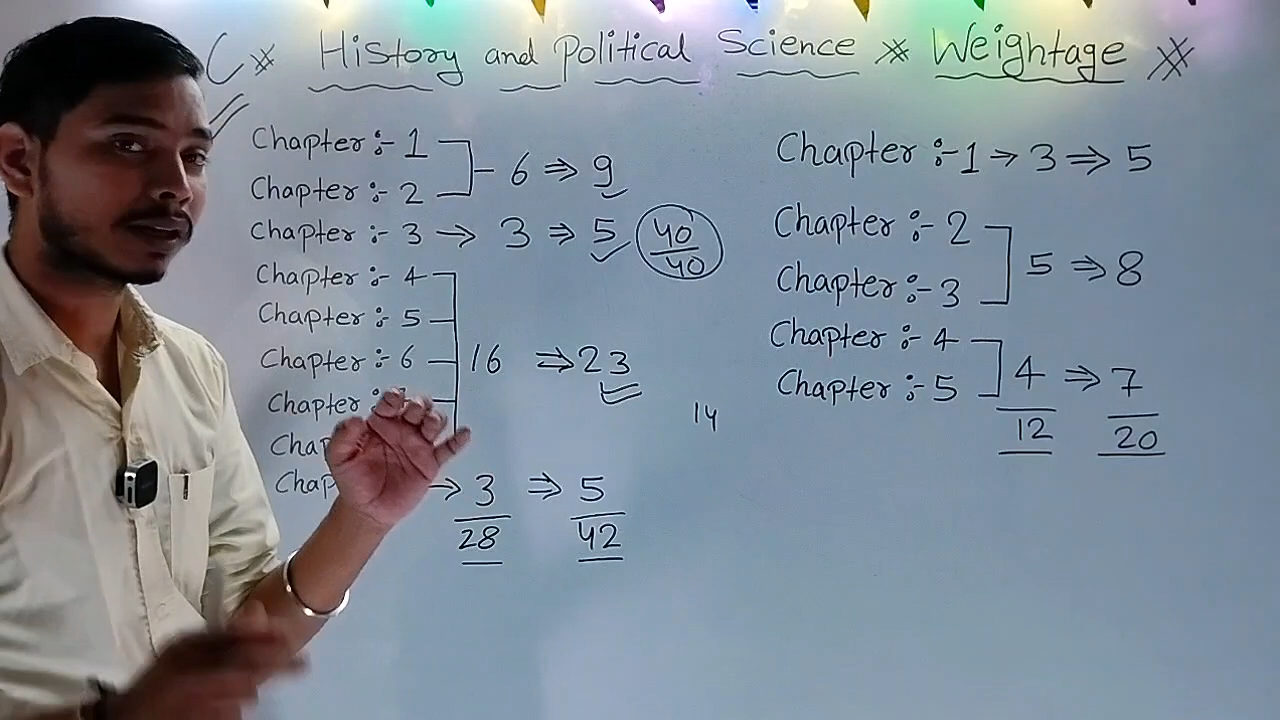 C※ History and Political Science ※ Weightage ※
Chapter :- 1
Chapter :- 2
6 ⇒ 9
Chapter :- 3 → 3 ⇒ 5
40/40
Chapter :- 4
Chapter :- 5
Chapter :- 6
16 ⇒ 23
Chapter :-
14
→ 3 ⇒ 5
28 42
Chapter :- 1 → 3 ⇒ 5
Chapter :- 2
Chapter :- 3
5 ⇒ 8
Chapter :- 4
Chapter :- 5
4 ⇒ 7
12 20